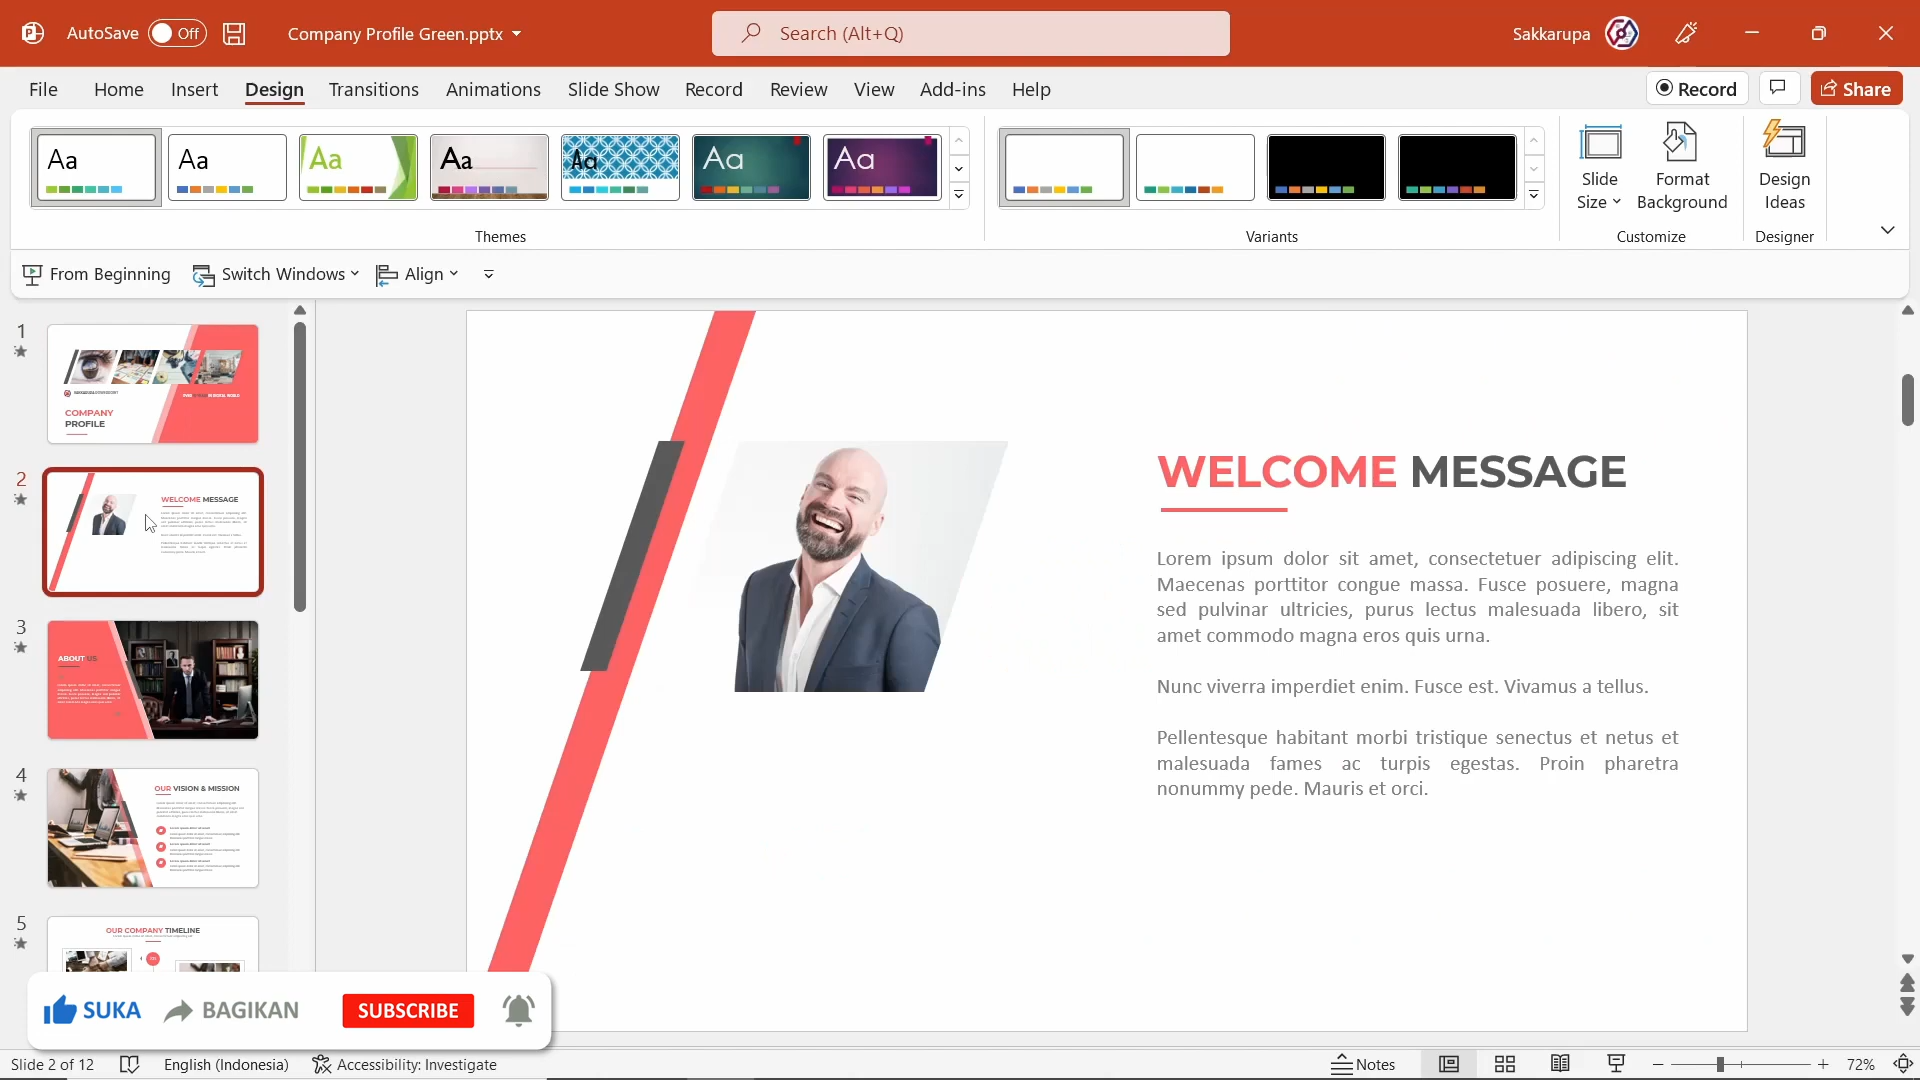 AutoSave Off
Company Profile Green.pptx
Search (Alt+Q)
Sakkarupa
File Home Insert Design Transitions Animations Slide Show Record Review View Add-ins Help
Record
Share
Aa Aa Aa Aa Aa Aa Aa
Slide Size
Format Background
Design Ideas
Themes
Variants
Customize
Designer
From Beginning
Switch Windows
Align
1
COMPANY
PROFILE
2
WELCOME MESSAGE
3
ABOUT US
4
OUR VISION & MISSION
5
OUR COMPANY TIMELINE
WELCOME MESSAGE
Lorem ipsum dolor sit amet, consectetuer adipiscing elit.
Maecenas porttitor congue massa. Fusce posuere, magna
sed pulvinar ultricies, purus lectus malesuada libero, sit
amet commodo magna eros quis urna.
Nunc viverra imperdiet enim. Fusce est. Vivamus a tellus.
Pellentesque habitant morbi tristique senectus et netus et
malesuada fames ac turpis egestas. Proin pharetra
nonummy pede. Mauris et orci.
SUKA
BAGIKAN
SUBSCRIBE
Slide 2 of 12
English (Indonesia)
Accessibility: Investigate
Notes
72%